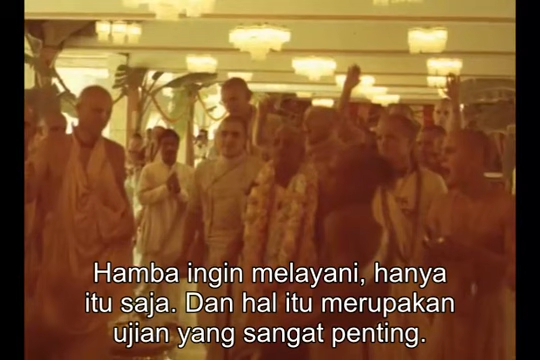 Hamba ingin melayani, hanya
itu saja. Dan hal itu merupakan
ujian yang sangat penting.